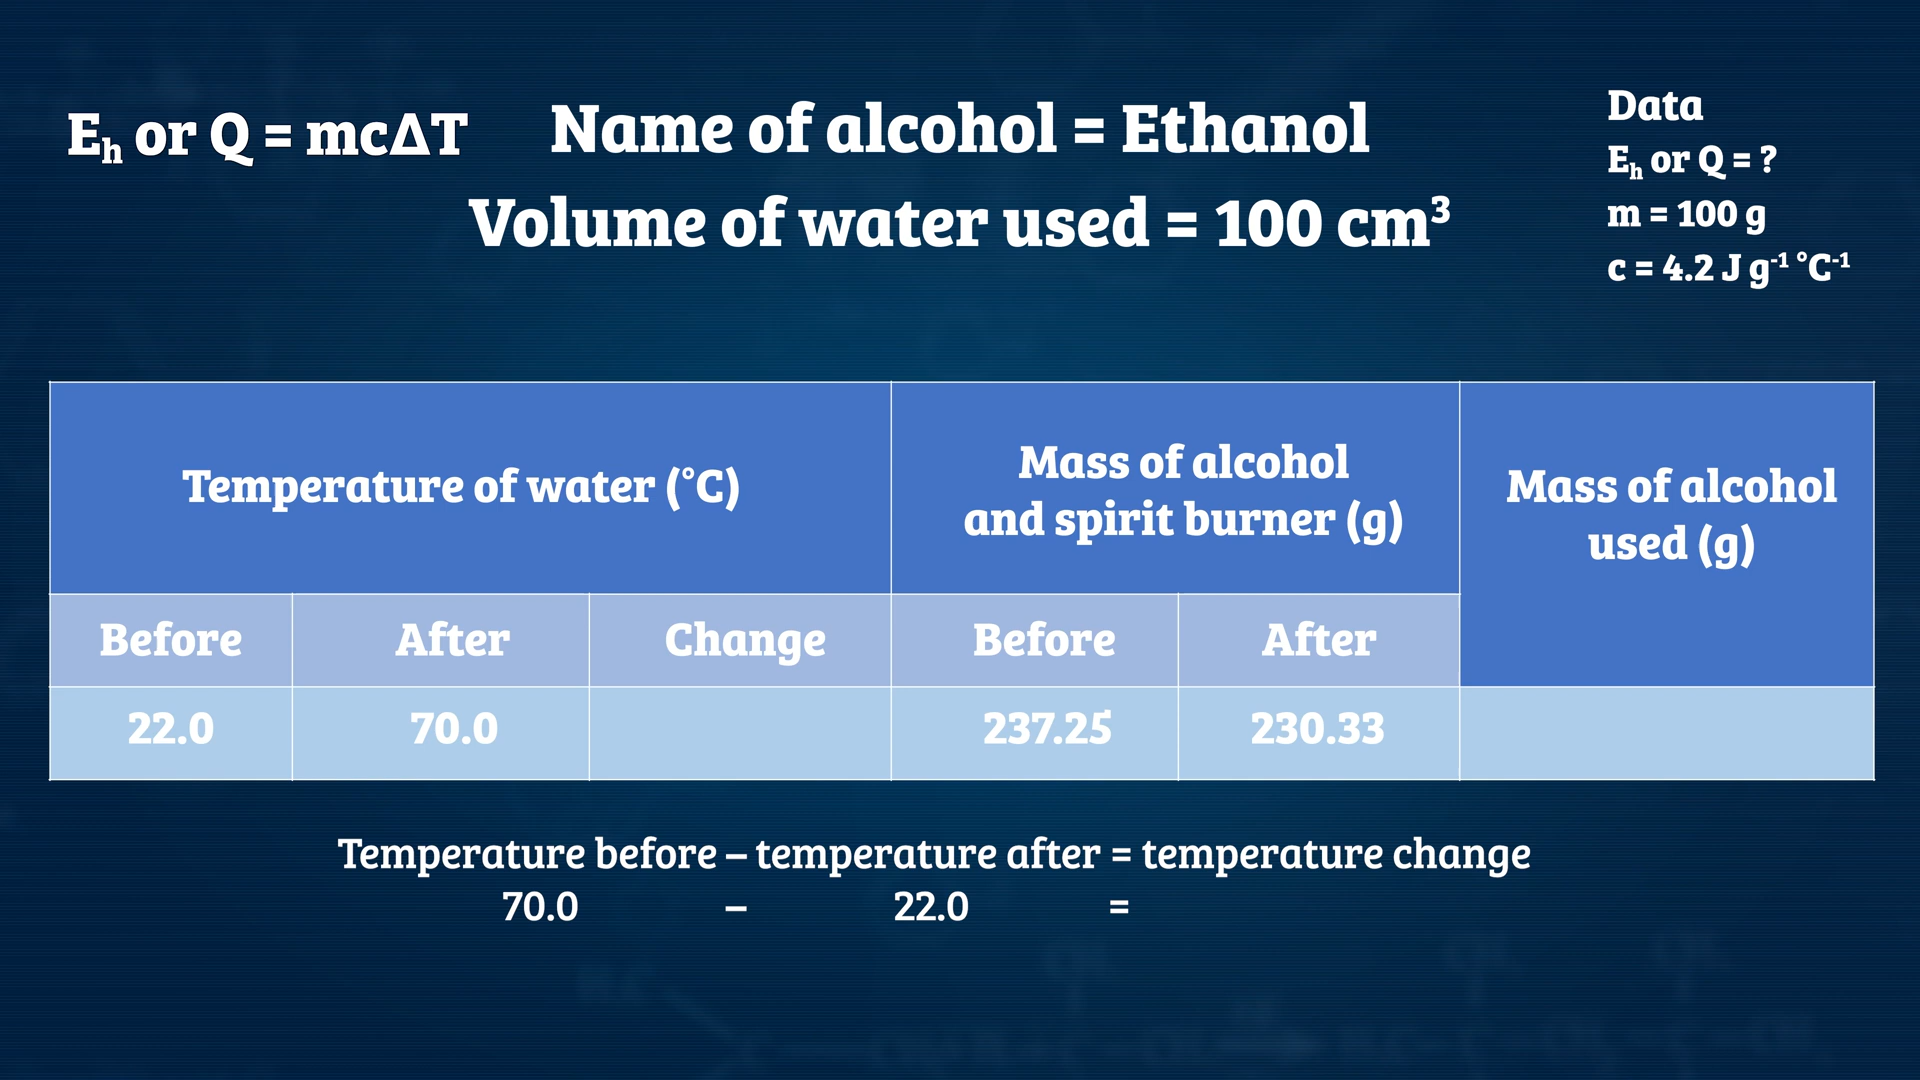 E_h or Q = mcΔT
Name of alcohol = Ethanol
Volume of water used = 100 cm³
Data
E_h or Q = ?
m = 100 g
c = 4.2 J g⁻¹ °C⁻¹
Temperature of water (°C)
Mass of alcohol
and spirit burner (g)
Mass of alcohol
used (g)
Before After Change Before After
22.0 70.0 237.25 230.33
Temperature before – temperature after = temperature change
70.0 – 22.0 =